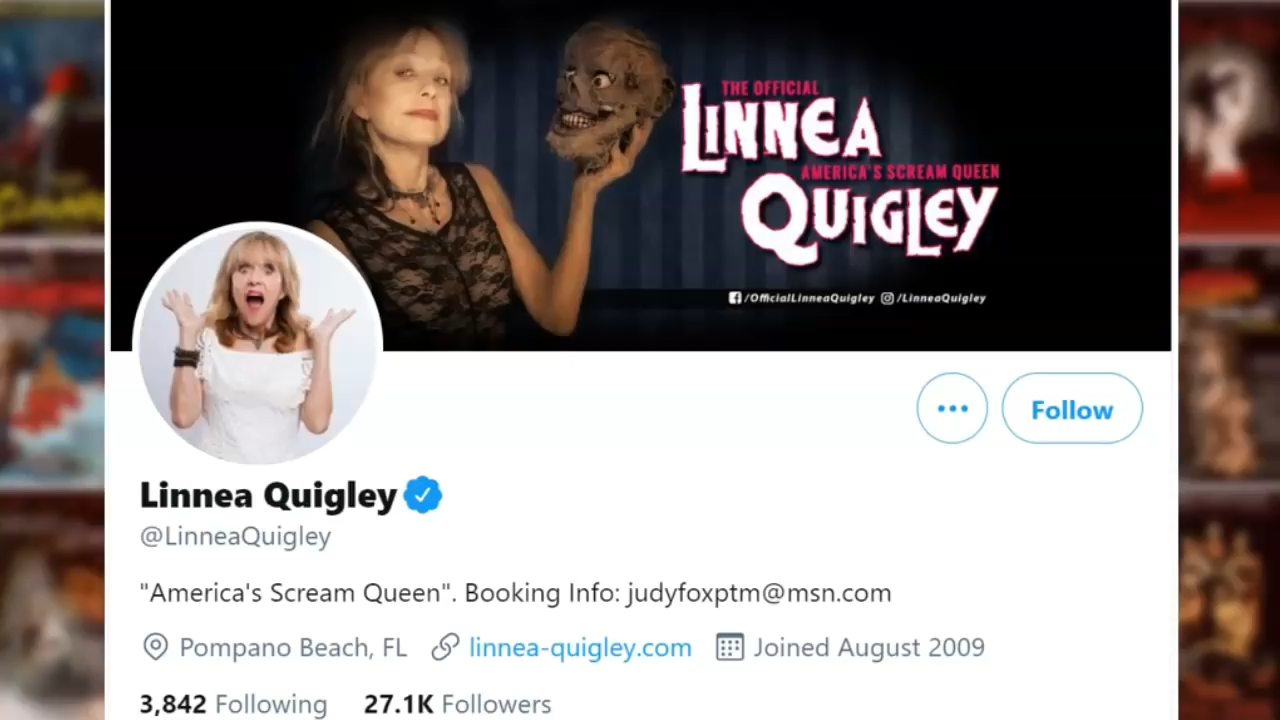 THE OFFICIAL
LINNEA
AMERICA'S SCREAM QUEEN
QUIGLEY
/OfficialLinneaQuigley /LinneaQuigley
Follow
Linnea Quigley
@LinneaQuigley
"America's Scream Queen". Booking Info: judyfoxptm@msn.com
Pompano Beach, FL linnea-quigley.com Joined August 2009
3,842 Following 27.1K Followers